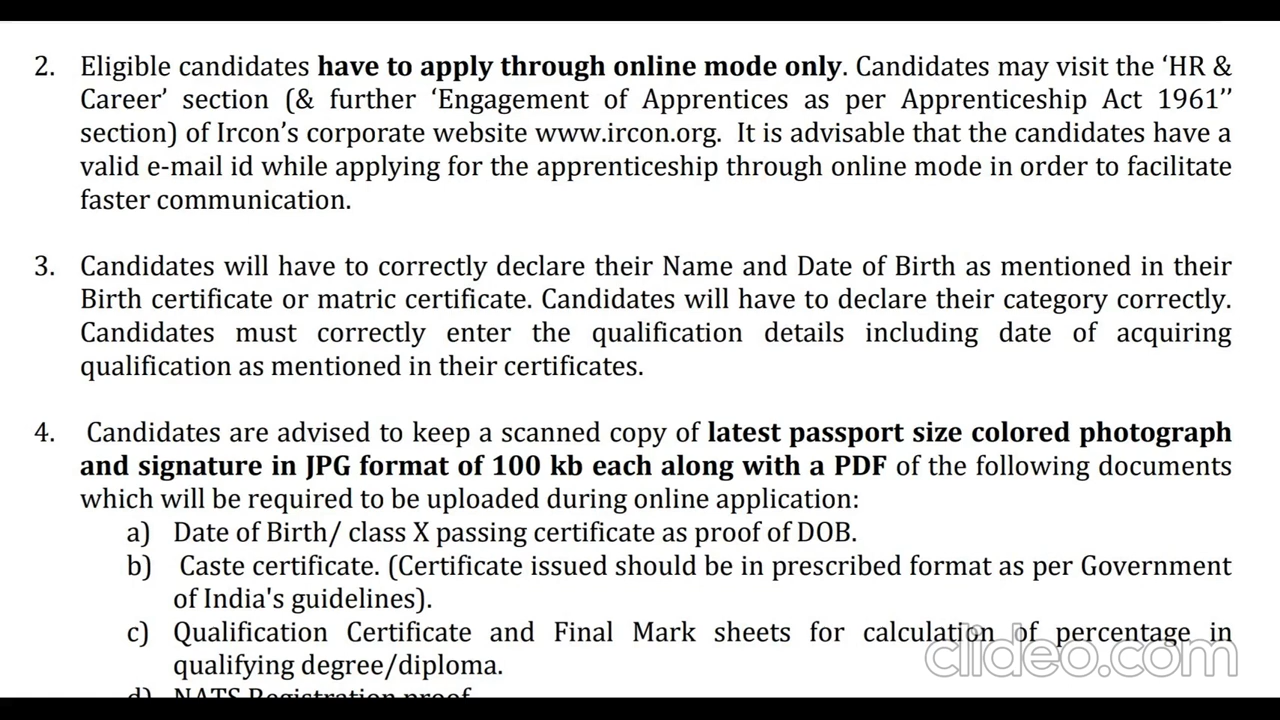 2. Eligible candidates have to apply through online mode only. Candidates may visit the ‘HR &
Career’ section (& further ‘Engagement of Apprentices as per Apprenticeship Act 1961’’
section) of Ircon’s corporate website www.ircon.org. It is advisable that the candidates have a
valid e-mail id while applying for the apprenticeship through online mode in order to facilitate
faster communication.
3. Candidates will have to correctly declare their Name and Date of Birth as mentioned in their
Birth certificate or matric certificate. Candidates will have to declare their category correctly.
Candidates must correctly enter the qualification details including date of acquiring
qualification as mentioned in their certificates.
4. Candidates are advised to keep a scanned copy of latest passport size colored photograph
and signature in JPG format of 100 kb each along with a PDF of the following documents
which will be required to be uploaded during online application:
a) Date of Birth/ class X passing certificate as proof of DOB.
b) Caste certificate. (Certificate issued should be in prescribed format as per Government
of India's guidelines).
c) Qualification Certificate and Final Mark sheets for calculation of percentage in
qualifying degree/diploma.
d) NATS Registration proof
clideo.com